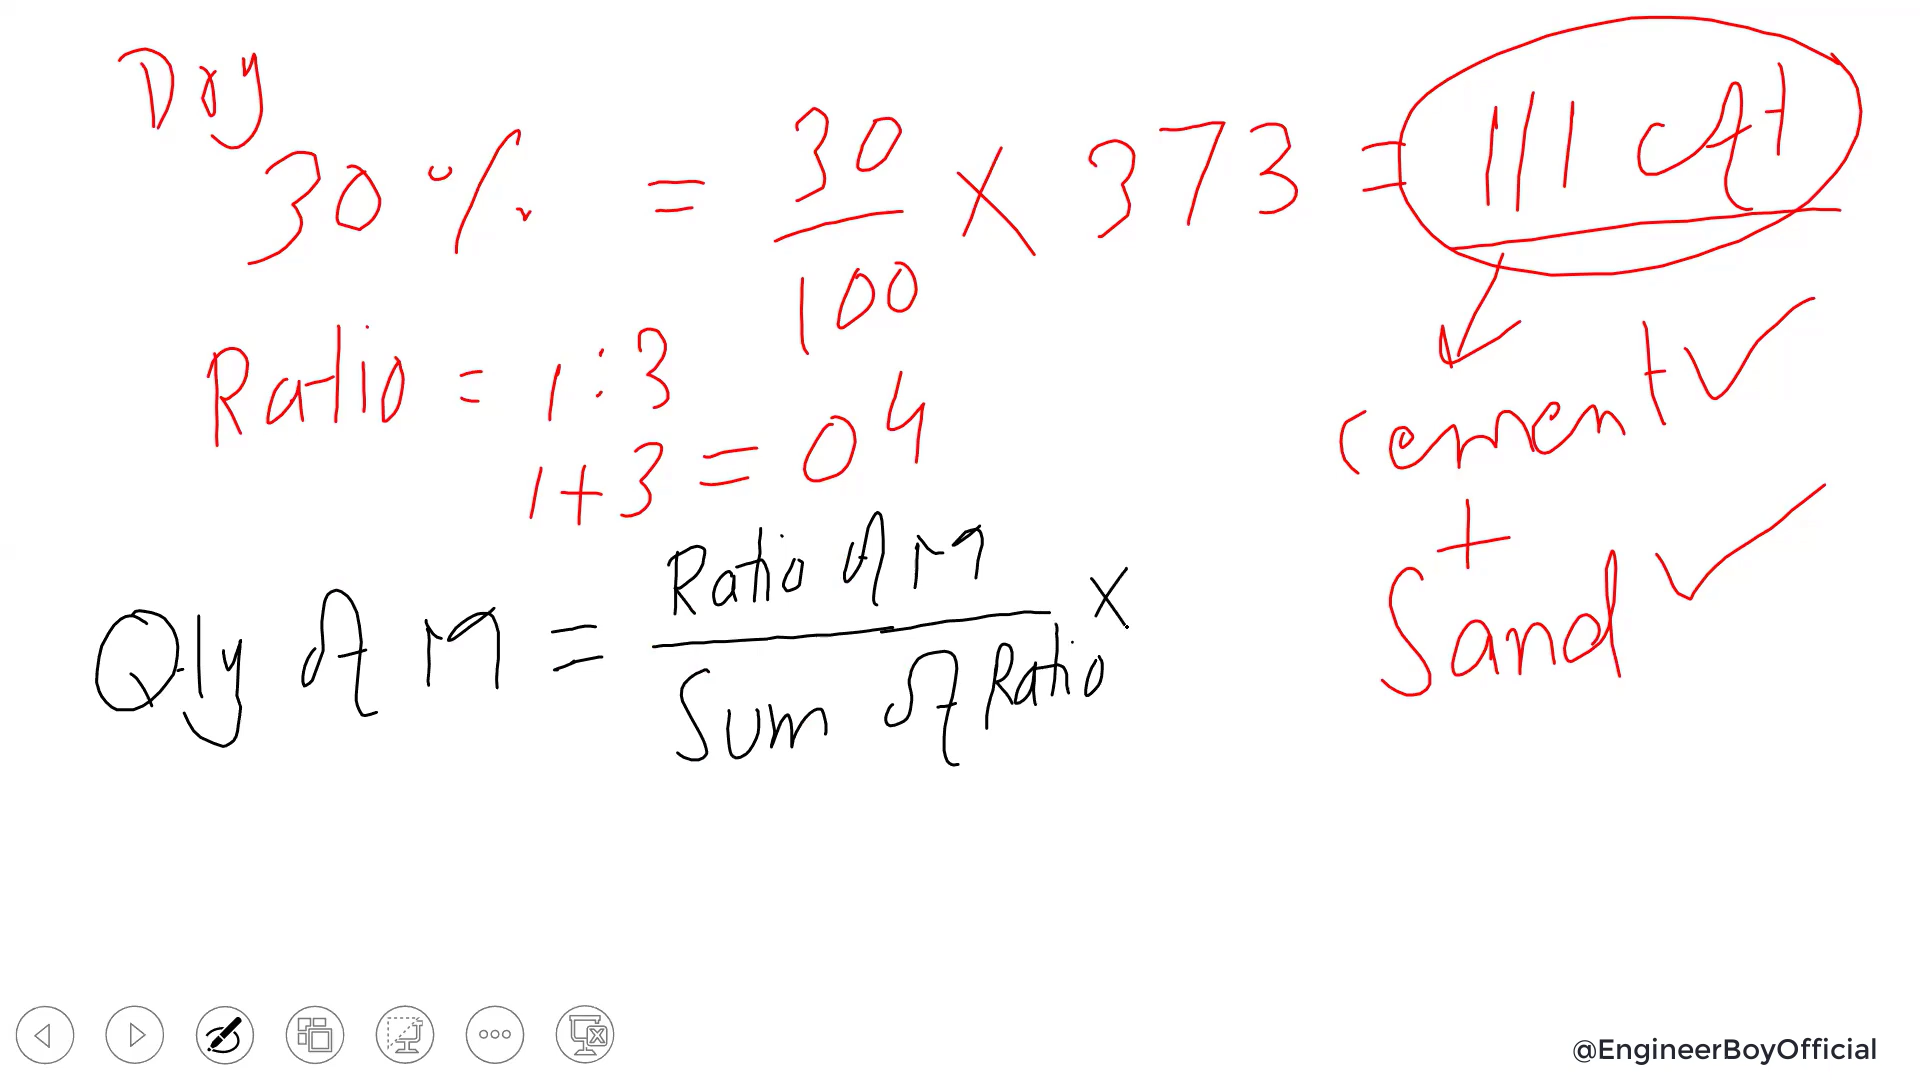 Dry
30% = 30/100 × 373 = 111 cft
Ratio = 1:3
1+3 = 04
cement ✓
+
Sand ✓
Qty of M = Ratio of M / Sum of Ratio ×
@EngineerBoyOfficial